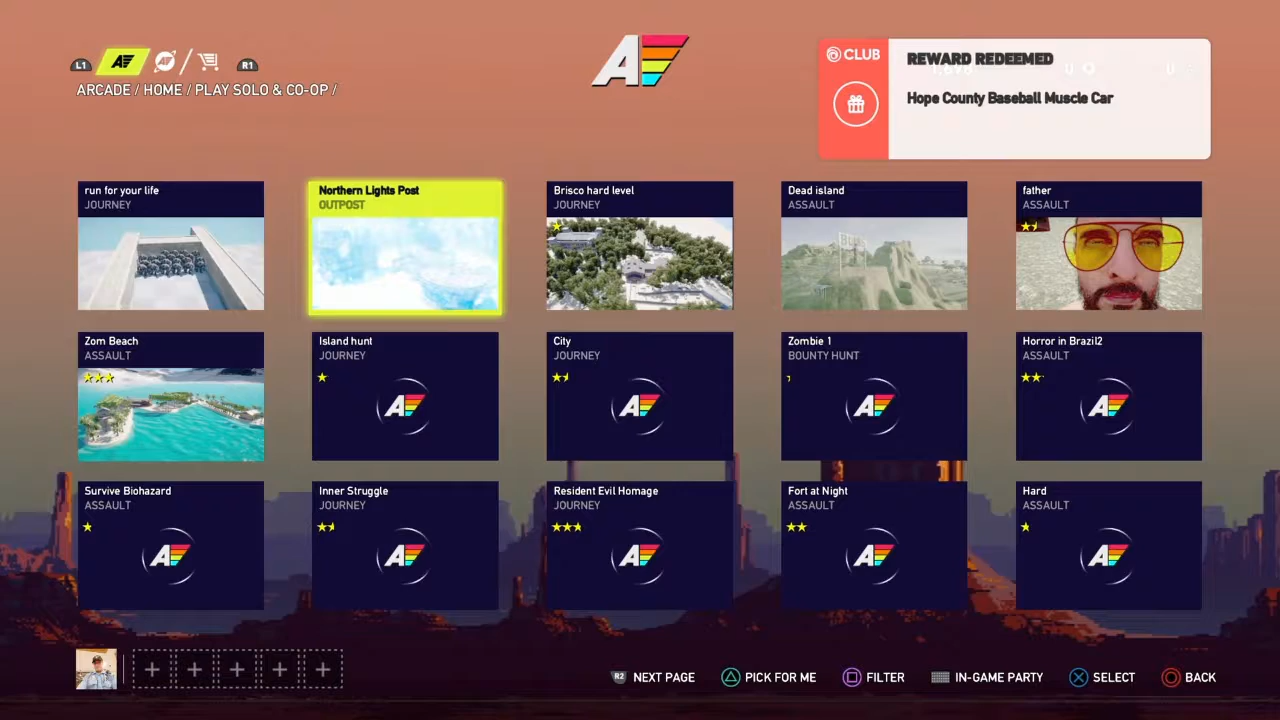 L1
R1
ARCADE / HOME / PLAY SOLO & CO-OP /
CLUB
REWARD REDEEMED
Hope County Baseball Muscle Car
run for your life
JOURNEY
Northern Lights Post
OUTPOST
Brisco hard level
JOURNEY
Dead island
ASSAULT
father
ASSAULT
Zom Beach
ASSAULT
Island hunt
JOURNEY
City
JOURNEY
Zombie 1
BOUNTY HUNT
Horror in Brazil2
ASSAULT
Survive Biohazard
ASSAULT
Inner Struggle
JOURNEY
Resident Evil Homage
JOURNEY
Fort at Night
ASSAULT
Hard
ASSAULT
R2 NEXT PAGE
PICK FOR ME
FILTER
IN-GAME PARTY
SELECT
BACK